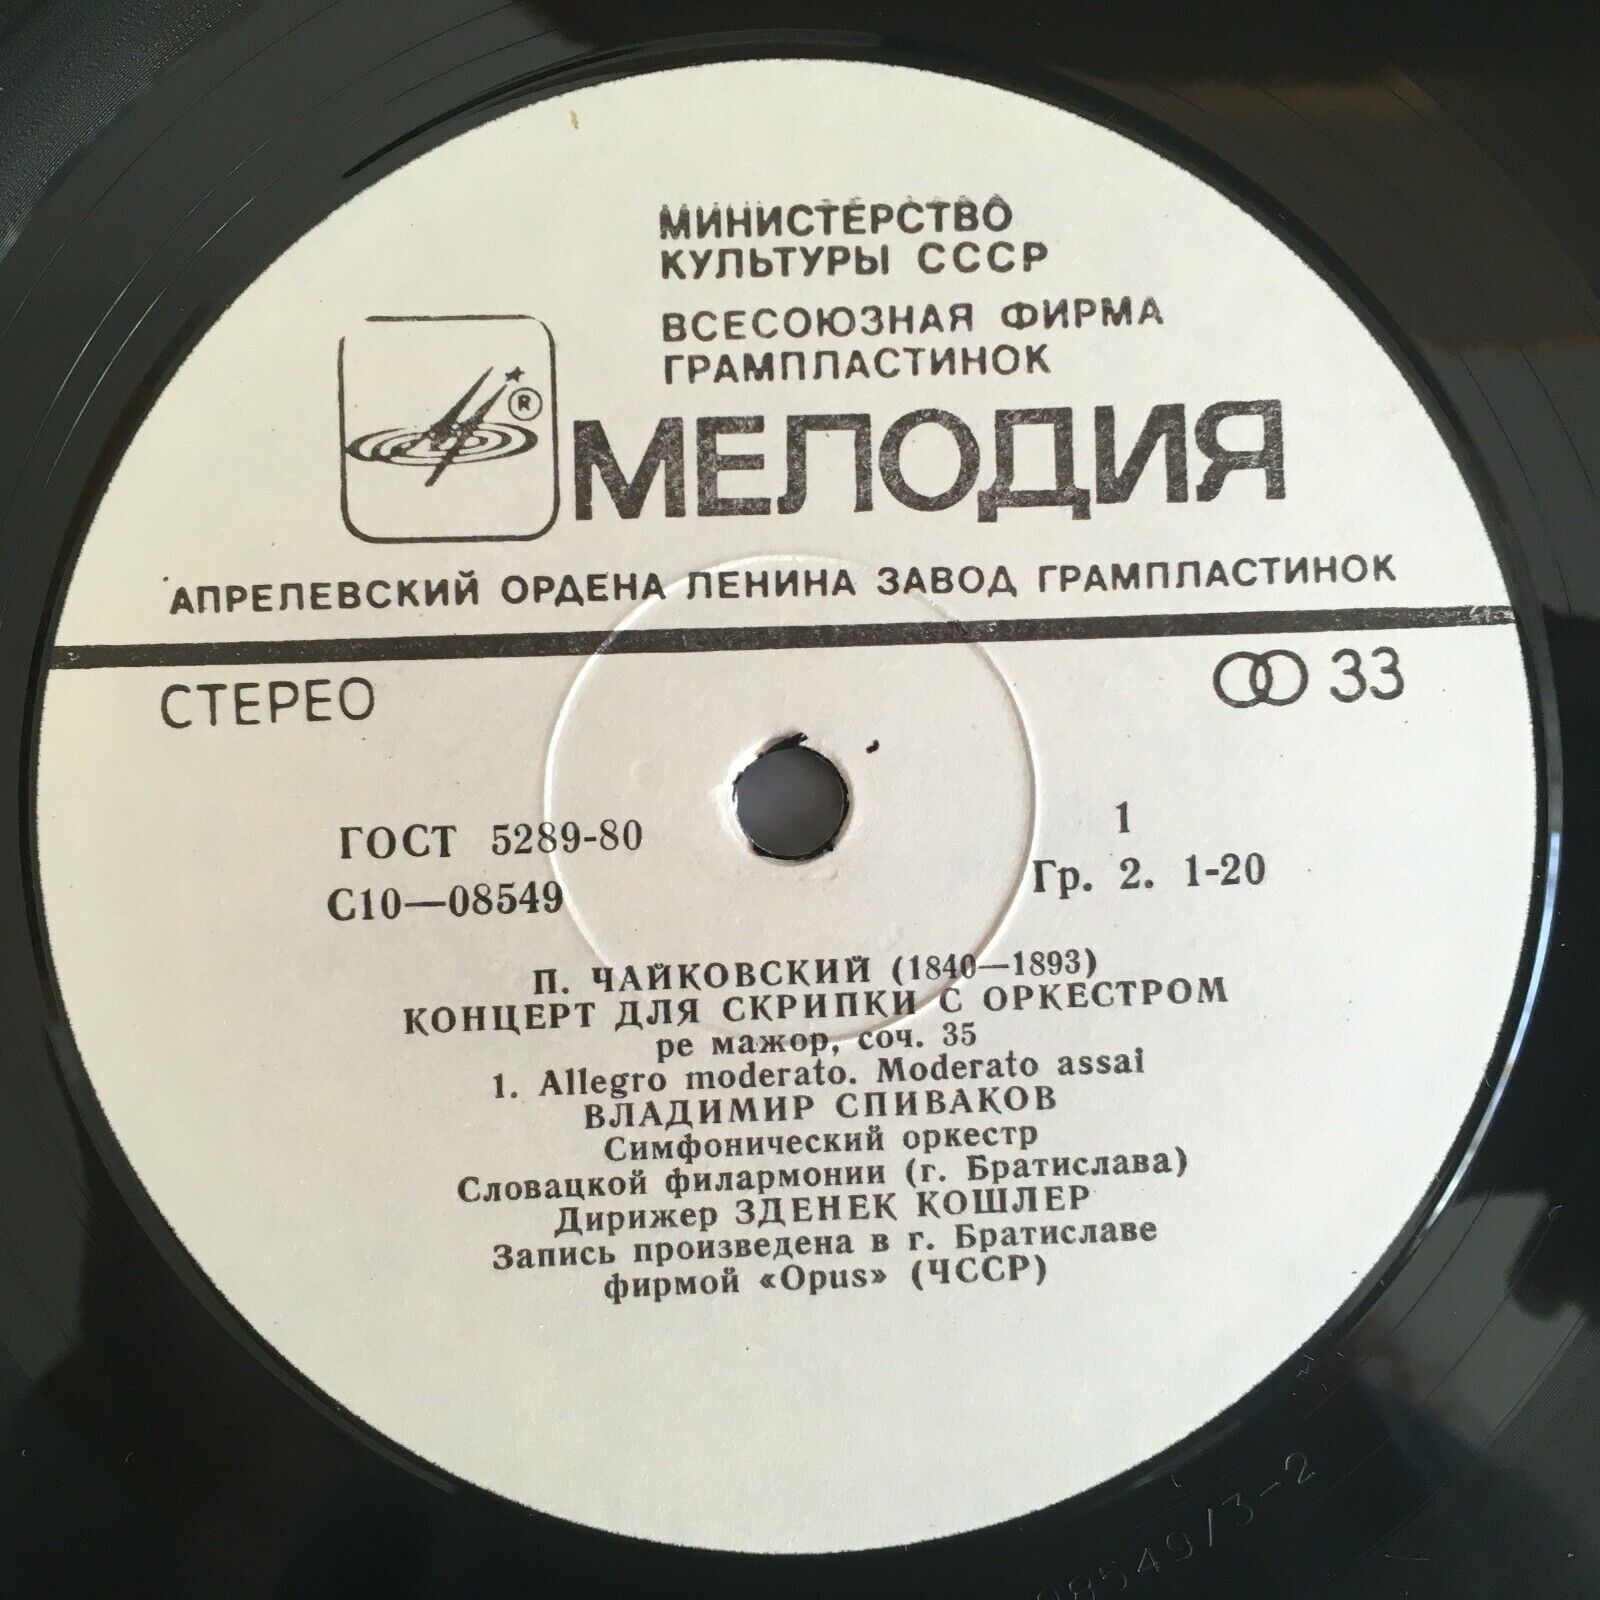 МИНИСТЕРСТВО
КУЛЬТУРЫ СССР
ВСЕСОЮЗНАЯ ФИРМА
ГРАМПЛАСТИНОК
®
МЕЛОДИЯ
АПРЕЛЕВСКИЙ ОРДЕНА ЛЕНИНА ЗАВОД ГРАМПЛАСТИНОК
СТЕРЕО
33
ГОСТ 5289-80
1
С10—08549
Гр. 2. 1-20
П. ЧАЙКОВСКИЙ (1840—1893)
КОНЦЕРТ ДЛЯ СКРИПКИ С ОРКЕСТРОМ
ре мажор, соч. 35
1. Allegro moderato. Moderato assai
ВЛАДИМИР СПИВАКОВ
Симфонический оркестр
Словацкой филармонии (г. Братислава)
Дирижер ЗДЕНЕК КОШЛЕР
Запись произведена в г. Братиславе
фирмой «Opus» (ЧССР)
08549/3-2